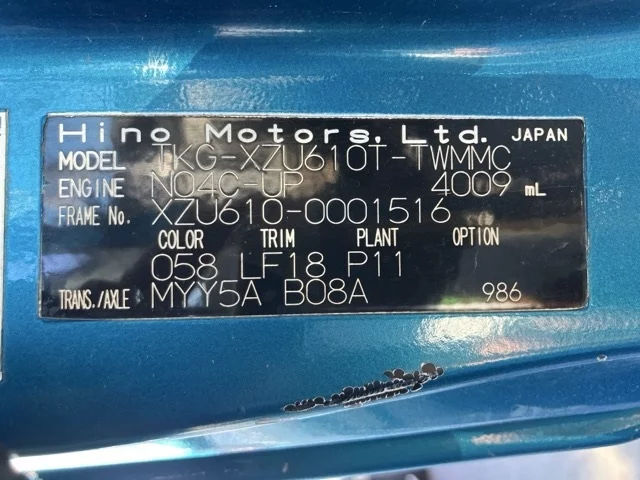 Hino Motors, Ltd. JAPAN
MODEL TKG-XZU610T-TWMMC
ENGINE N04C-UP 4009 mL
FRAME No. XZU610-0001516
COLOR TRIM PLANT OPTION
058 LF18 P11
TRANS./AXLE MYY5A B08A 986